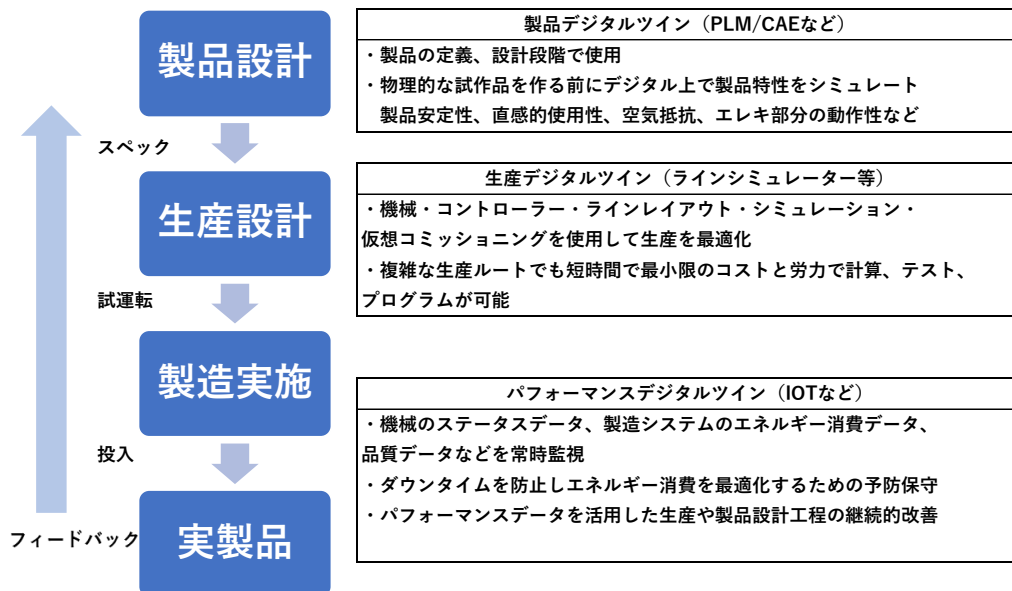 製品設計
製品デジタルツイン（PLM/CAEなど）
・製品の定義、設計段階で使用
・物理的な試作品を作る前にデジタル上で製品特性をシミュレート
製品安定性、直感的使用性、空気抵抗、エレキ部分の動作性など
スペック
生産設計
生産デジタルツイン（ラインシミュレーター等）
・機械・コントローラー・ラインレイアウト・シミュレーション・
仮想コミッショニングを使用して生産を最適化
・複雑な生産ルートでも短時間で最小限のコストと労力で計算、テスト、
プログラムが可能
試運転
製造実施
パフォーマンスデジタルツイン（IOTなど）
・機械のステータスデータ、製造システムのエネルギー消費データ、
品質データなどを常時監視
・ダウンタイムを防止しエネルギー消費を最適化するための予防保守
・パフォーマンスデータを活用した生産や製品設計工程の継続的改善
投入
フィードバック
実製品